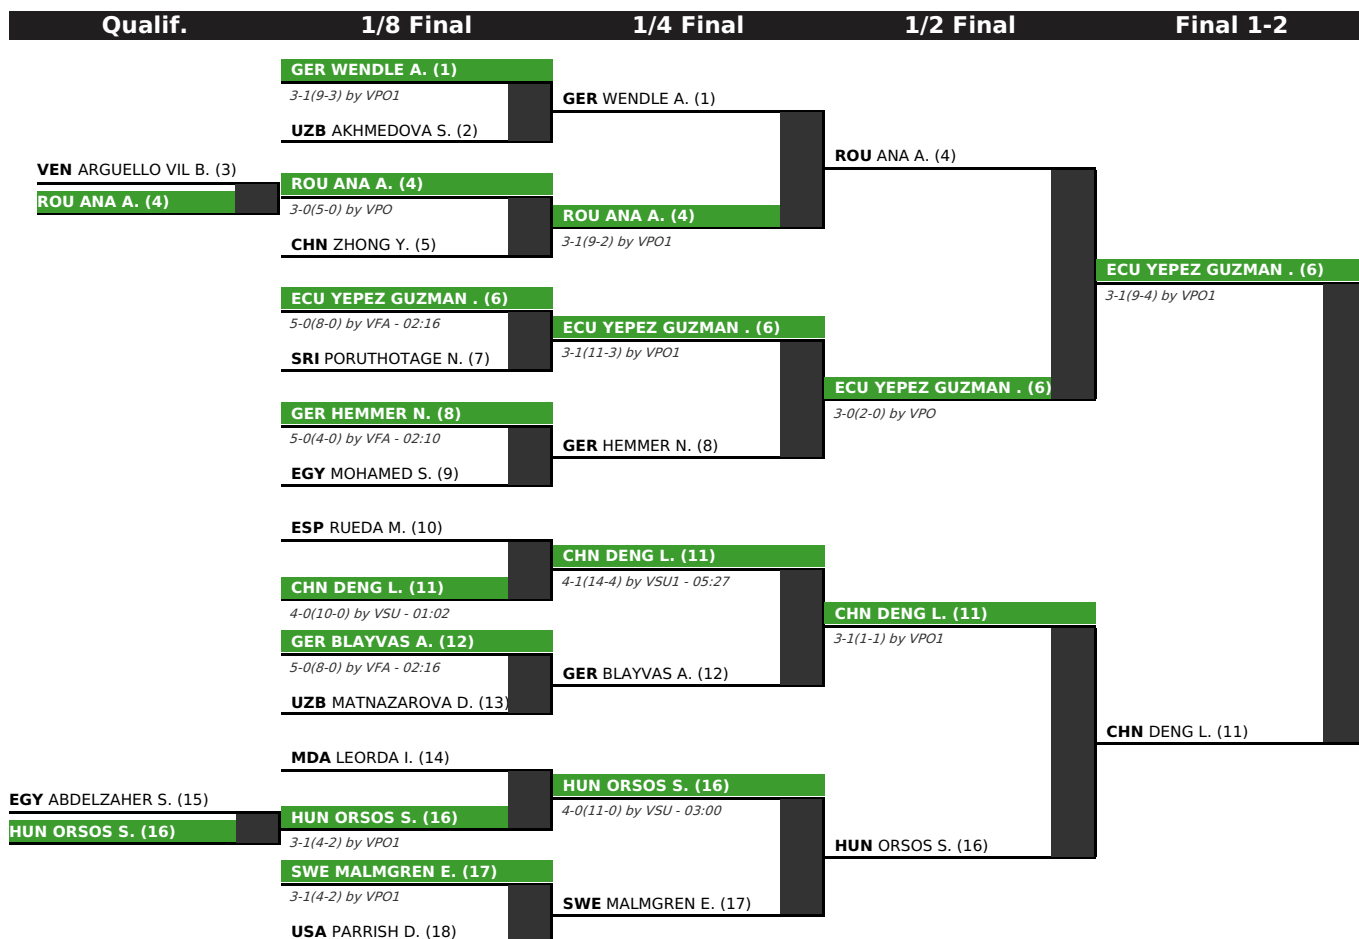 Qualif.
1/8 Final
1/4 Final
1/2 Final
Final 1-2
VEN ARGUELLO VIL B. (3)
ROU ANA A. (4)
EGY ABDELZAHER S. (15)
HUN ORSOS S. (16)
GER WENDLE A. (1)
3-1(9-3) by VPO1
UZB AKHMEDOVA S. (2)
ROU ANA A. (4)
3-0(5-0) by VPO
CHN ZHONG Y. (5)
ECU YEPEZ GUZMAN . (6)
5-0(8-0) by VFA - 02:16
SRI PORUTHOTAGE N. (7)
GER HEMMER N. (8)
5-0(4-0) by VFA - 02:10
EGY MOHAMED S. (9)
ESP RUEDA M. (10)
CHN DENG L. (11)
4-0(10-0) by VSU - 01:02
GER BLAYVAS A. (12)
5-0(8-0) by VFA - 02:16
UZB MATNAZAROVA D. (13)
MDA LEORDA I. (14)
HUN ORSOS S. (16)
3-1(4-2) by VPO1
SWE MALMGREN E. (17)
3-1(4-2) by VPO1
USA PARRISH D. (18)
GER WENDLE A. (1)
ROU ANA A. (4)
3-1(9-2) by VPO1
ECU YEPEZ GUZMAN . (6)
3-1(11-3) by VPO1
GER HEMMER N. (8)
CHN DENG L. (11)
4-1(14-4) by VSU1 - 05:27
GER BLAYVAS A. (12)
HUN ORSOS S. (16)
4-0(11-0) by VSU - 03:00
SWE MALMGREN E. (17)
ROU ANA A. (4)
ECU YEPEZ GUZMAN . (6)
3-0(2-0) by VPO
CHN DENG L. (11)
3-1(1-1) by VPO1
HUN ORSOS S. (16)
ECU YEPEZ GUZMAN . (6)
3-1(9-4) by VPO1
CHN DENG L. (11)